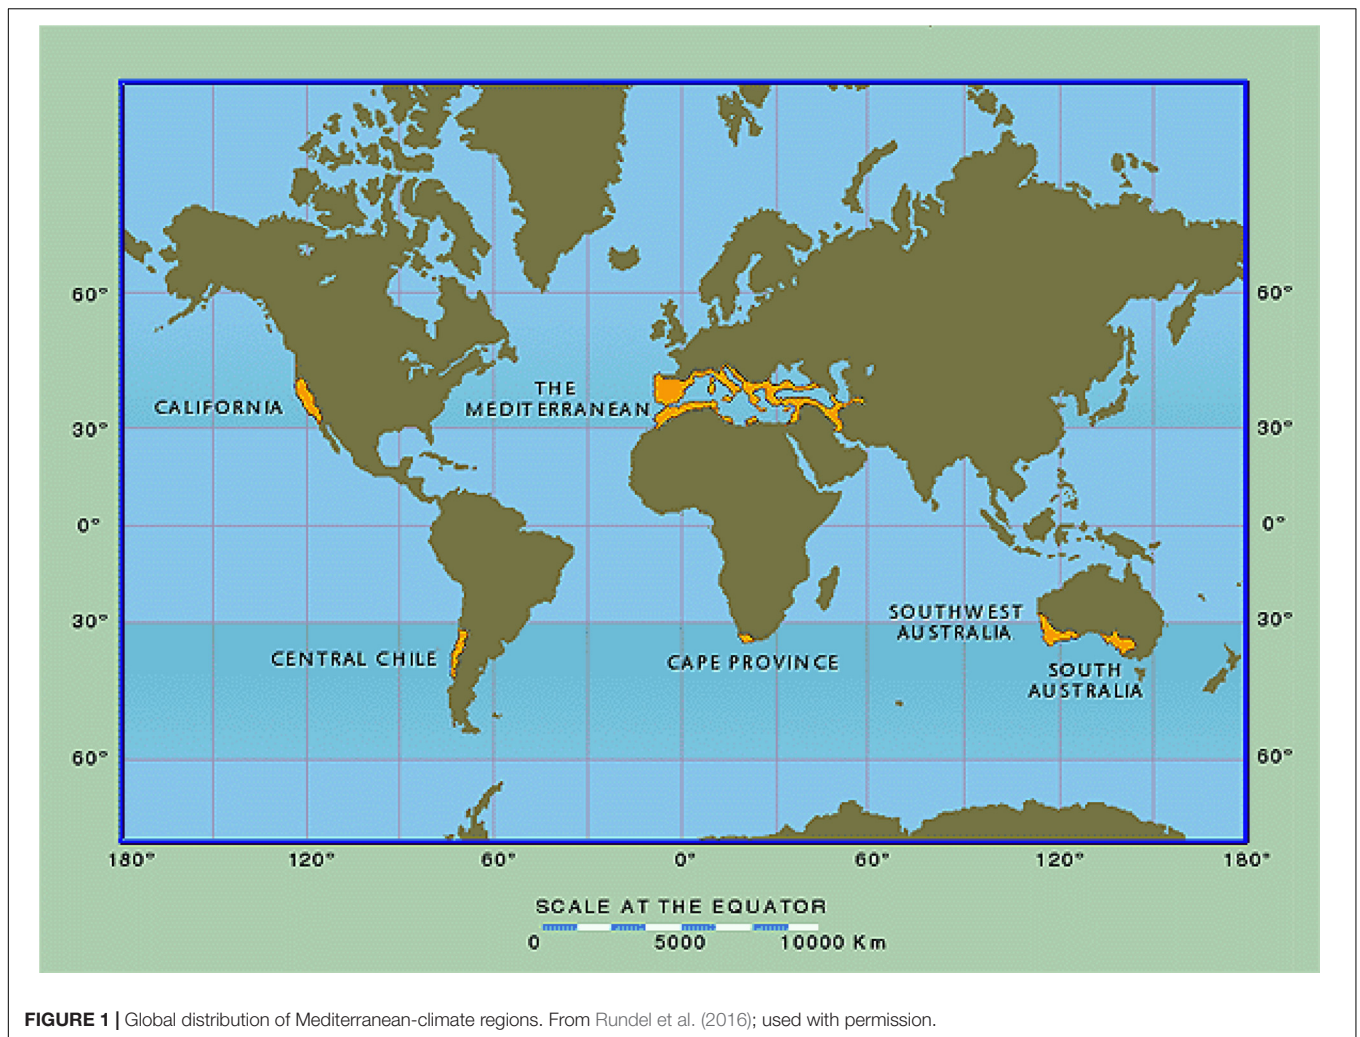 60°
60°
THE
MEDITERRANEAN
CALIFORNIA
30°
30°
0°
0°
SOUTHWEST
AUSTRALIA
30°
30°
CENTRAL CHILE
CAPE PROVINCE
SOUTH
AUSTRALIA
60°
60°
180° 120° 60° 0° 60° 120° 180°
SCALE AT THE EQUATOR
0 5000 10000 Km
FIGURE 1 | Global distribution of Mediterranean-climate regions. From Rundel et al. (2016); used with permission.